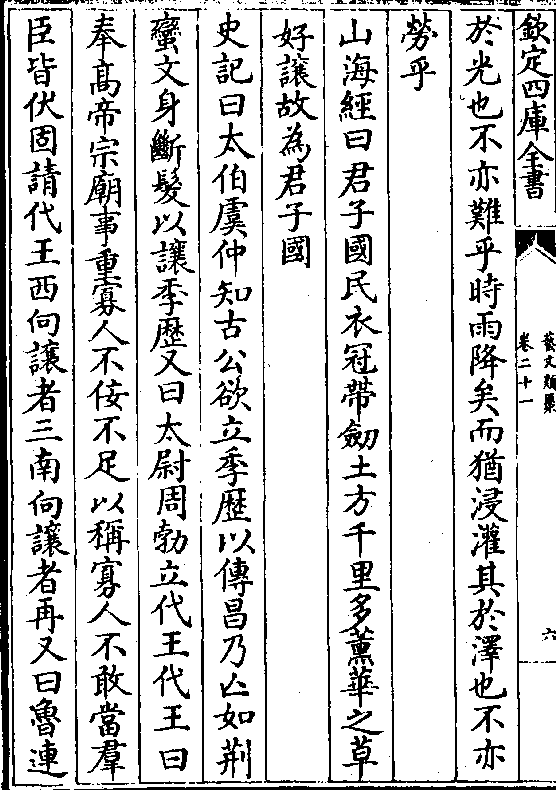 欽定四庫全書
藝文類聚
卷二十一
六
於光也不亦難乎時雨降矣而猶浸灌其於澤也不亦
勞乎
山海經曰君子國民衣冠帶劒土方千里多薰華之草
好讓故為君子國
史記曰太伯虞仲知古公欲立季歴以傳昌乃亾如荆
蠻文身斷髮以讓季歴又曰太尉周勃立代王代王曰
奉髙帝宗廟事重寡人不佞不足以稱寡人不敢當羣
臣皆伏固請代王西向讓者三南向讓者再又曰魯連